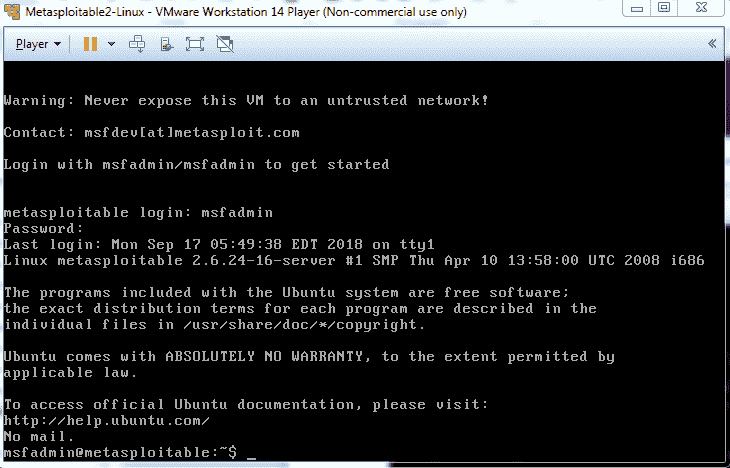 Metasploitable2-Linux - VMware Workstation 14 Player (Non-commercial use only)
Player
Warning: Never expose this VM to an untrusted network!
Contact: msfdev[at]metasploit.com
Login with msfadmin/msfadmin to get started
metasploitable login: msfadmin
Password:
Last login: Mon Sep 17 05:49:38 EDT 2018 on tty1
Linux metasploitable 2.6.24-16-server #1 SMP Thu Apr 10 13:58:00 UTC 2008 i686
The programs included with the Ubuntu system are free software;
the exact distribution terms for each program are described in the
individual files in /usr/share/doc/*/copyright.
Ubuntu comes with ABSOLUTELY NO WARRANTY, to the extent permitted by
applicable law.
To access official Ubuntu documentation, please visit:
http://help.ubuntu.com/
No mail.
msfadmin@metasploitable:~$ _